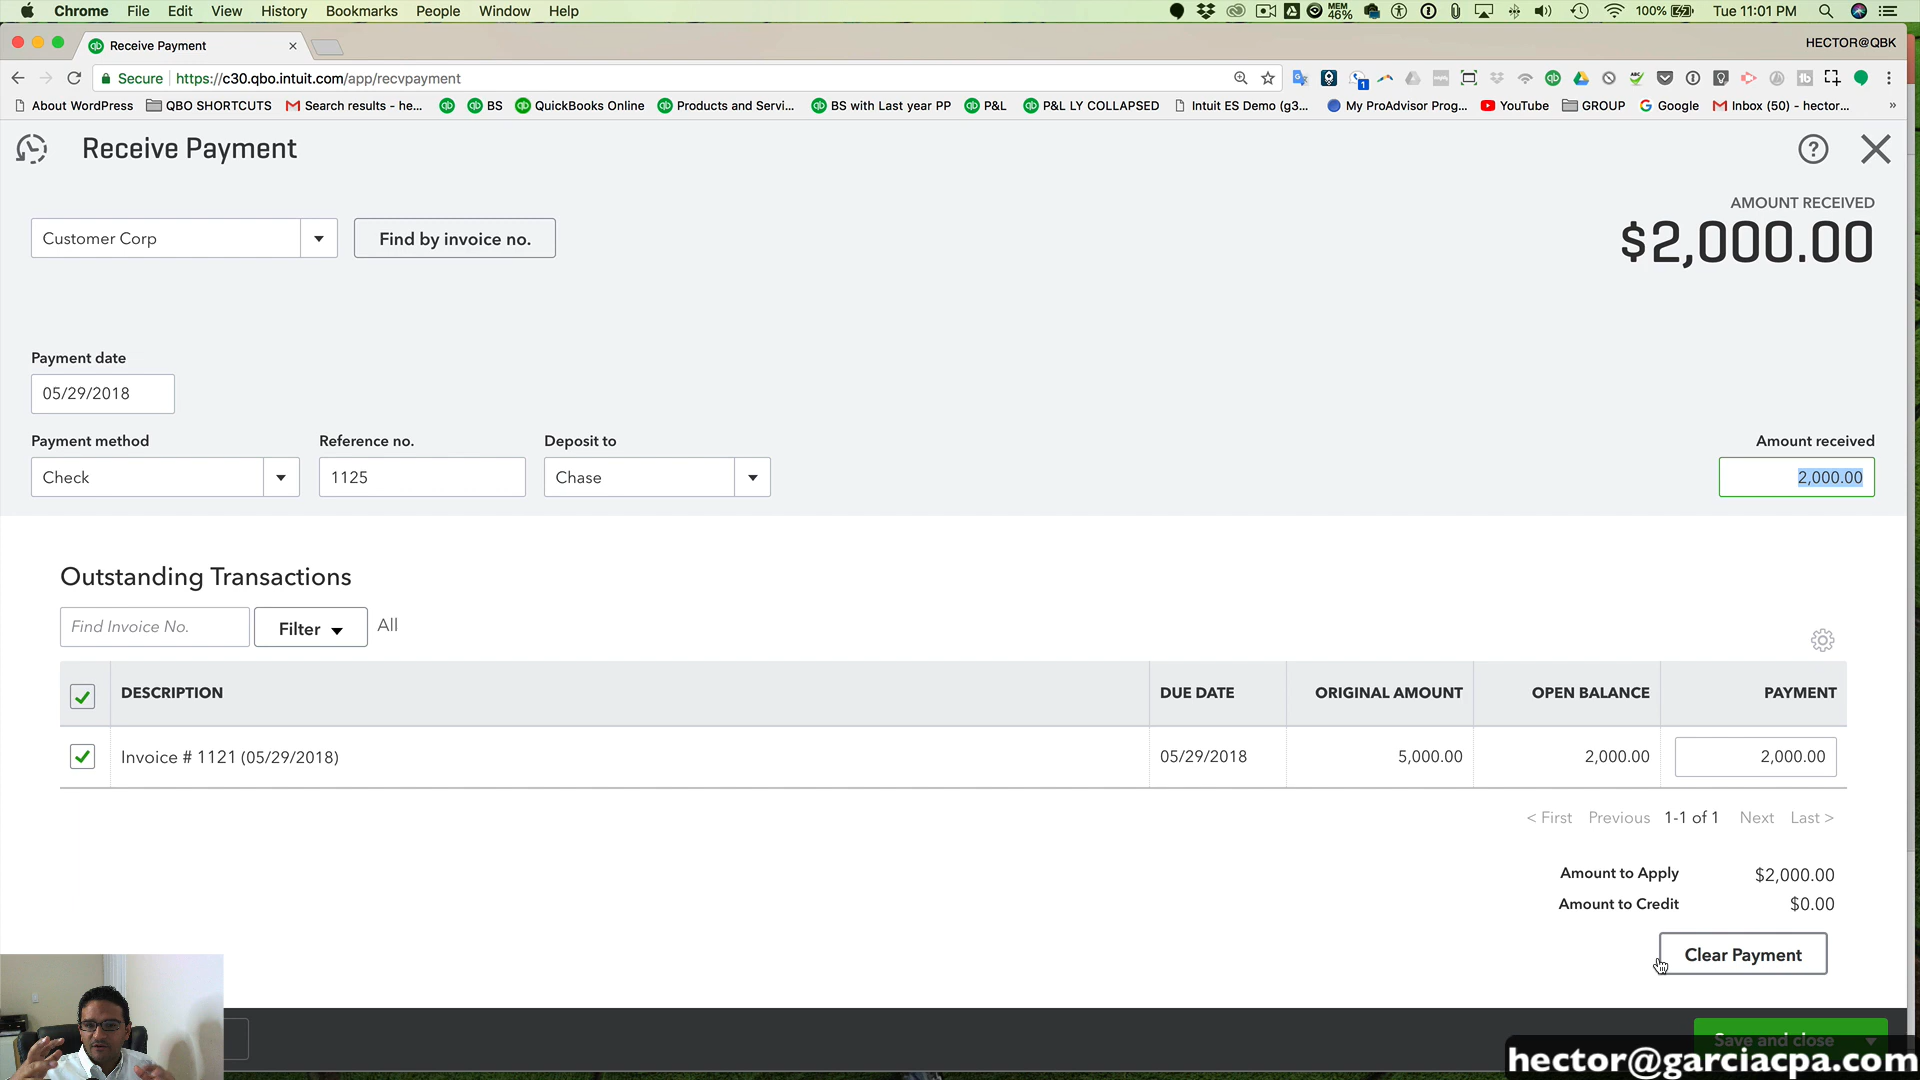 Chrome File Edit View History Bookmarks People Window Help MEM 46% 100% Tue 11:01 PM
Receive Payment HECTOR@QBK
Secure https://c30.qbo.intuit.com/app/recvpayment
About WordPress QBO SHORTCUTS Search results - he... BS QuickBooks Online Products and Servi... BS with Last year PP P&L P&L LY COLLAPSED Intuit ES Demo (g3... My ProAdvisor Prog... YouTube GROUP Google Inbox (50) - hector... »
Receive Payment
AMOUNT RECEIVED
$2,000.00
Customer Corp Find by invoice no.
Payment date
05/29/2018
Payment method Reference no. Deposit to Amount received
Check 1125 Chase 2,000.00
Outstanding Transactions
Find Invoice No. Filter All
DESCRIPTION DUE DATE ORIGINAL AMOUNT OPEN BALANCE PAYMENT
Invoice # 1121 (05/29/2018) 05/29/2018 5,000.00 2,000.00 2,000.00
< First Previous 1-1 of 1 Next Last >
Amount to Apply $2,000.00
Amount to Credit $0.00
Clear Payment
Save and close
hector@garciacpa.com